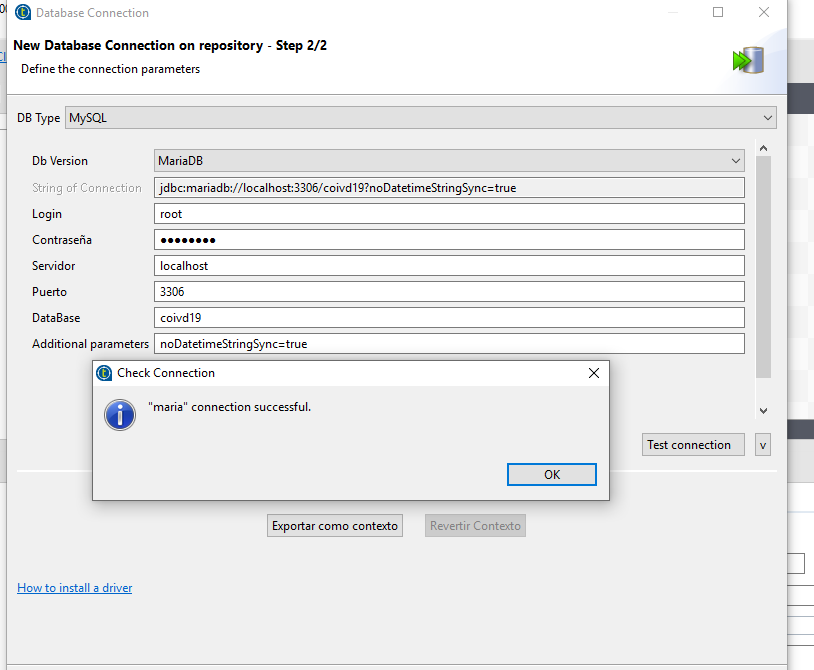 Database Connection
New Database Connection on repository - Step 2/2
Define the connection parameters
DB Type MySQL
Db Version MariaDB
String of Connection jdbc:mariadb://localhost:3306/coivd19?noDatetimeStringSync=true
Login root
Contraseña ●●●●●●●●
Servidor localhost
Puerto 3306
DataBase coivd19
Additional parameters noDatetimeStringSync=true
Check Connection
"maria" connection successful.
Test connection v
OK
Exportar como contexto Revertir Contexto
How to install a driver